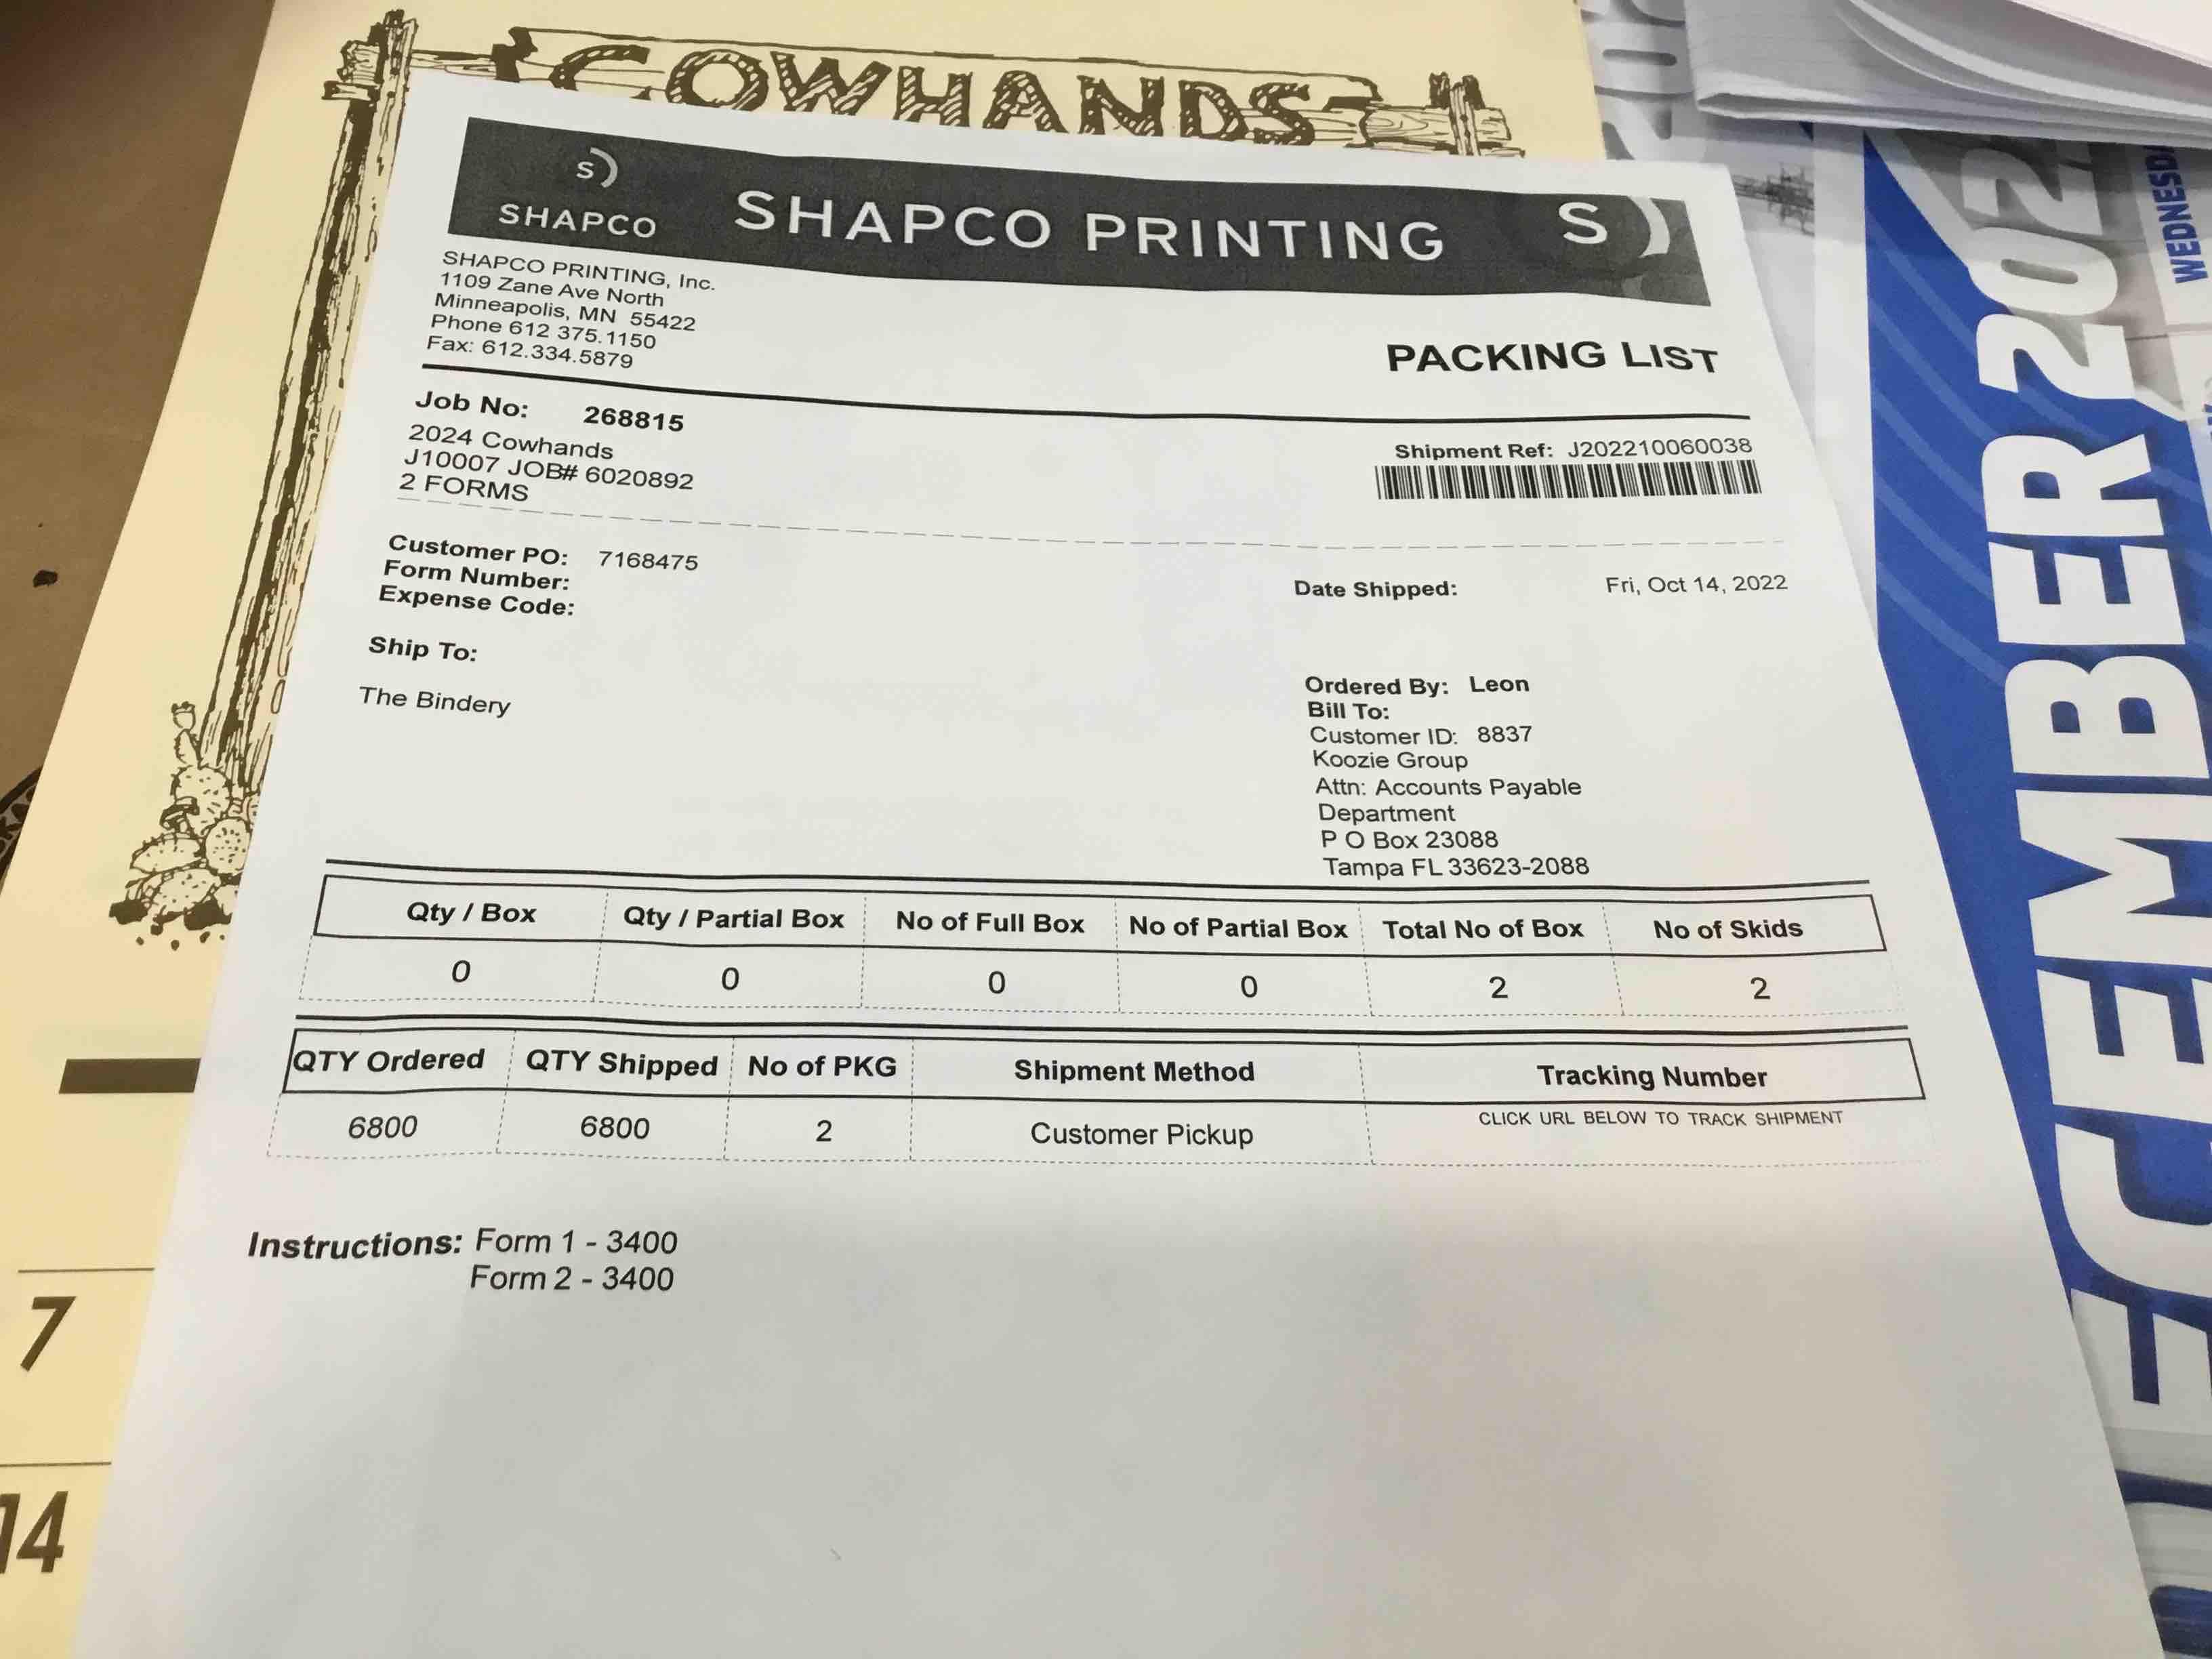 COWHANDS
S
SHAPCO
SHAPCO PRINTING
S
SHAPCO PRINTING, Inc.
1109 Zane Ave North
Minneapolis, MN 55422
Phone 612 375.1150
Fax: 612.334.5879
PACKING LIST
Job No: 268815
2024 Cowhands
J10007 JOB# 6020892
2 FORMS
Shipment Ref: J202210060038
Customer PO: 7168475
Form Number:
Expense Code:
Date Shipped: Fri, Oct 14, 2022
Ship To:
The Bindery
Ordered By: Leon
Bill To:
Customer ID: 8837
Koozie Group
Attn: Accounts Payable
Department
P O Box 23088
Tampa FL 33623-2088
Qty / Box Qty / Partial Box No of Full Box No of Partial Box Total No of Box No of Skids
0 0 0 0 2 2
QTY Ordered QTY Shipped No of PKG Shipment Method Tracking Number
6800 6800 2 Customer Pickup CLICK URL BELOW TO TRACK SHIPMENT
Instructions: Form 1 - 3400
Form 2 - 3400
7
14
WEDNESDA